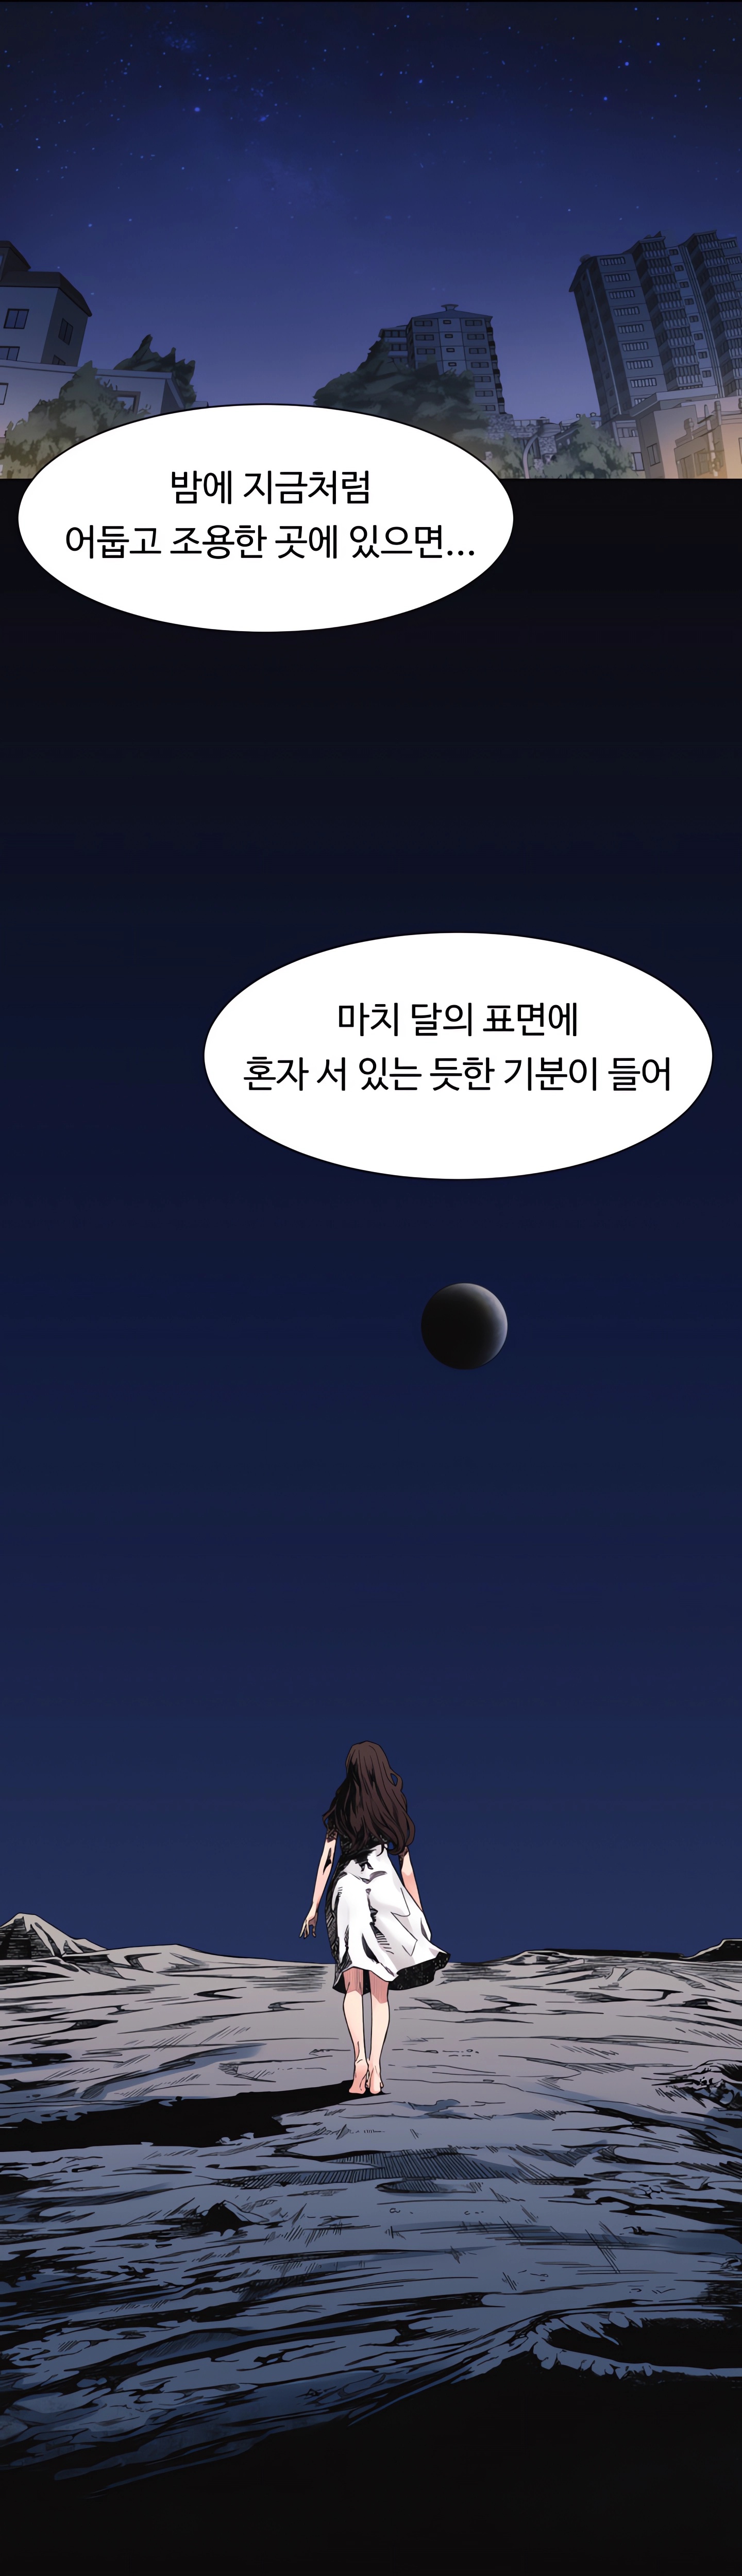 밤에 지금처럼
어둡고 조용한 곳에 있으면...
마치 달의 표면에
혼자 서 있는 듯한 기분이 들어